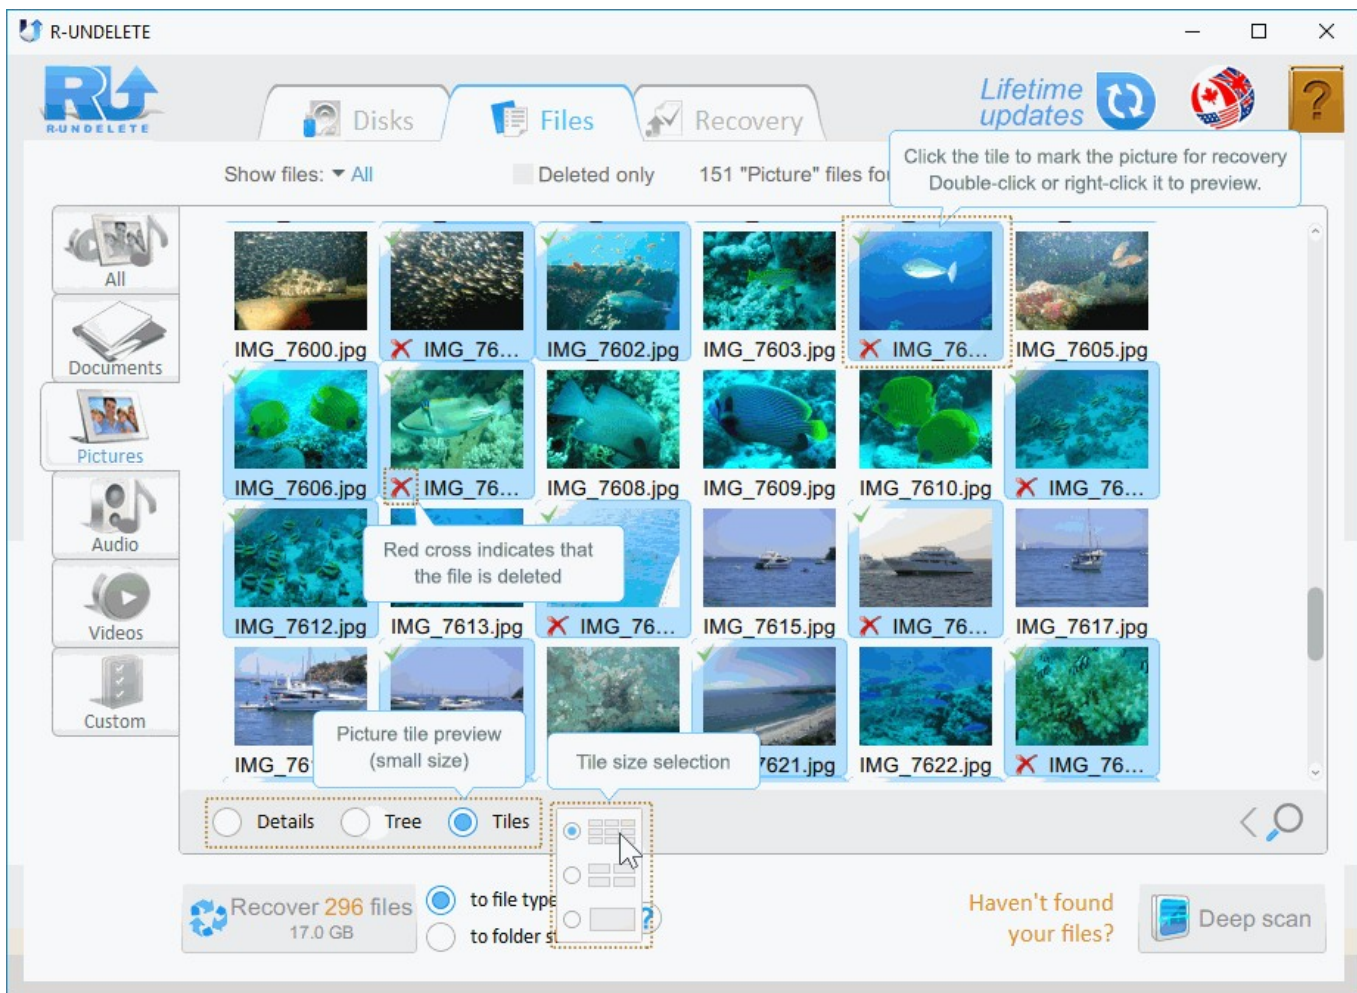 R-UNDELETE
R-UNDELETE
Disks
Files
Recovery
Lifetime
updates
?
Show files: All
Deleted only
151 "Picture" files fo
Click the tile to mark the picture for recovery
Double-click or right-click it to preview.
All
Documents
Pictures
Audio
Videos
Custom
IMG_7600.jpg
IMG_76...
IMG_7602.jpg
IMG_7603.jpg
IMG_76...
IMG_7605.jpg
IMG_7606.jpg
IMG_76...
IMG_7608.jpg
IMG_7609.jpg
IMG_7610.jpg
IMG_76...
Red cross indicates that
the file is deleted
IMG_7612.jpg
IMG_7613.jpg
IMG_76...
IMG_7615.jpg
IMG_76...
IMG_7617.jpg
IMG_76
7621.jpg
IMG_7622.jpg
IMG_76...
Picture tile preview
(small size)
Tile size selection
Details
Tree
Tiles
Recover 296 files
17.0 GB
to file type
to folder s
?
Haven't found
your files?
Deep scan